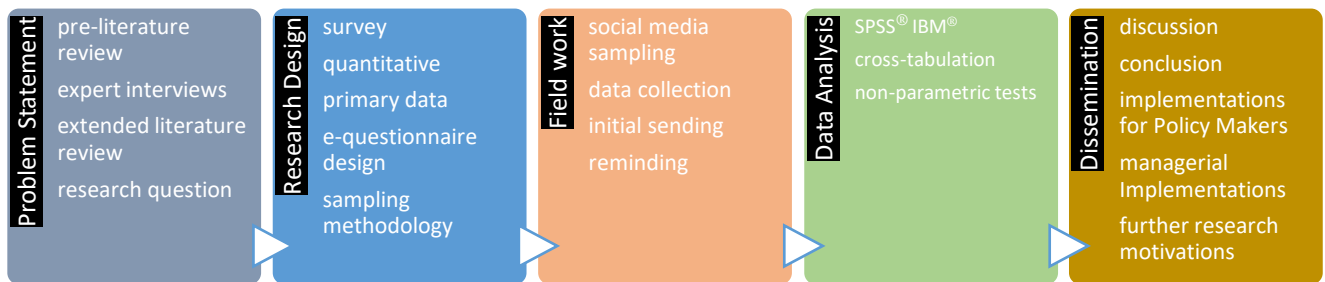 Problem Statement
pre-literature
review
expert interviews
extended literature
review
research question
Research Design
survey
quantitative
primary data
e-questionnaire
design
sampling
methodology
Field work
social media
sampling
data collection
initial sending
reminding
Data Analysis
SPSS® IBM®
cross-tabulation
non-parametric tests
Dissemination
discussion
conclusion
implementations
for Policy Makers
managerial
Implementations
further research
motivations